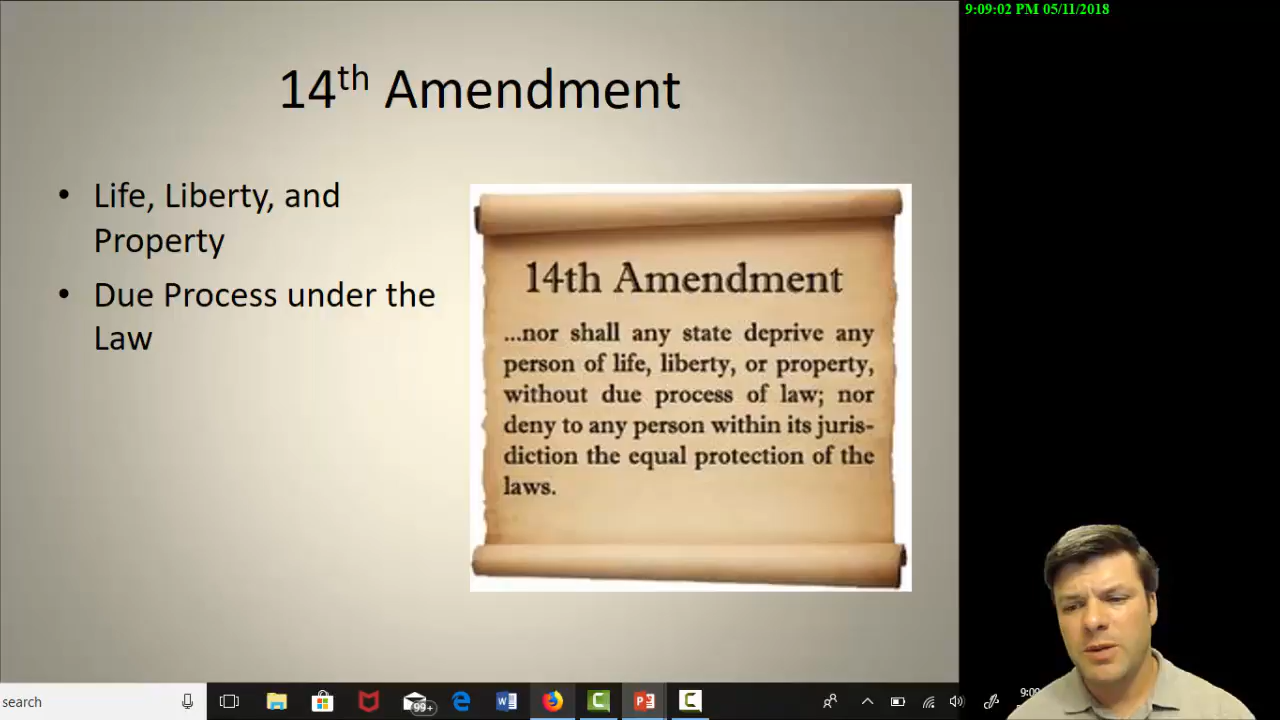 9:09:02 PM 05/11/2018
14th Amendment
• Life, Liberty, and
Property
• Due Process under the
Law
14th Amendment
...nor shall any state deprive any
person of life, liberty, or property,
without due process of law; nor
deny to any person within its juris-
diction the equal protection of the
laws.
search
99+
9:09